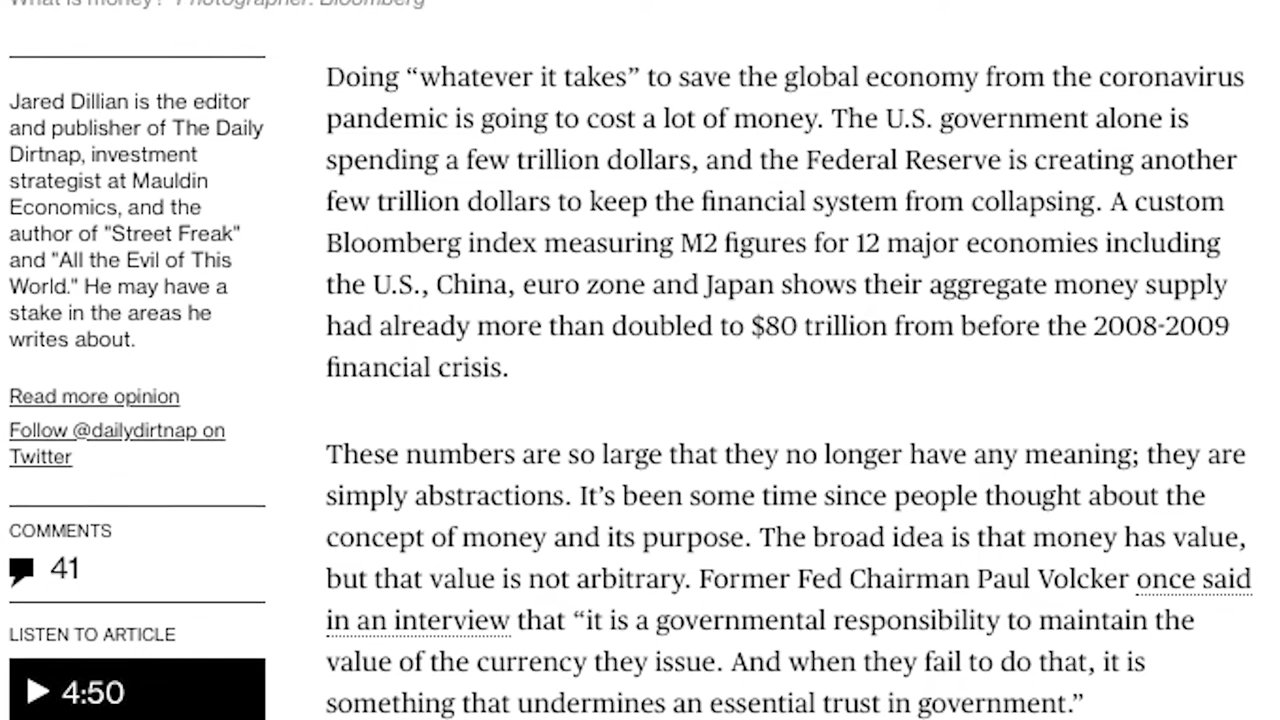 What is money? Photographer: Bloomberg
Jared Dillian is the editor
and publisher of The Daily
Dirtnap, investment
strategist at Mauldin
Economics, and the
author of "Street Freak"
and "All the Evil of This
World." He may have a
stake in the areas he
writes about.
Read more opinion
Follow @dailydirtnap on
Twitter
COMMENTS
41
LISTEN TO ARTICLE
4:50
Doing “whatever it takes” to save the global economy from the coronavirus
pandemic is going to cost a lot of money. The U.S. government alone is
spending a few trillion dollars, and the Federal Reserve is creating another
few trillion dollars to keep the financial system from collapsing. A custom
Bloomberg index measuring M2 figures for 12 major economies including
the U.S., China, euro zone and Japan shows their aggregate money supply
had already more than doubled to $80 trillion from before the 2008-2009
financial crisis.
These numbers are so large that they no longer have any meaning; they are
simply abstractions. It’s been some time since people thought about the
concept of money and its purpose. The broad idea is that money has value,
but that value is not arbitrary. Former Fed Chairman Paul Volcker once said
in an interview that “it is a governmental responsibility to maintain the
value of the currency they issue. And when they fail to do that, it is
something that undermines an essential trust in government.”